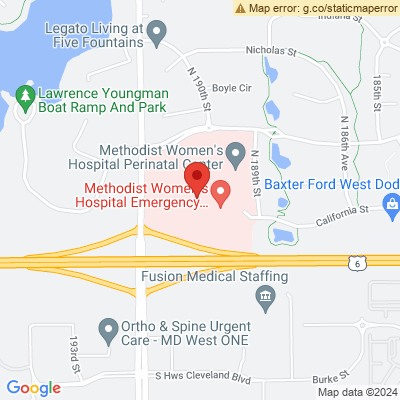 Map error: g.co/staticmaperror
Indiana St
Legato Living at
Five Fountains
Nicholas St
N 190th St
Boyle Cir
185th St
Lawrence Youngman
Boat Ramp And Park
N 186th Ave
Methodist Women's
Hospital Perinatal Center
N 189th St
Methodist Women's
Hospital Emergency...
Baxter Ford West Dod
California St
6
Fusion Medical Staffing
Ortho & Spine Urgent
Care - MD West ONE
193rd St
S Hws Cleveland Blvd
Burke St
Google
Map data ©2024